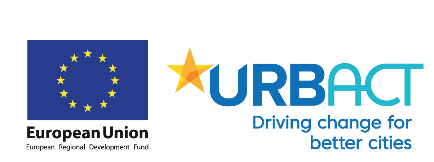 European Union
European Regional Development Fund
URBACT
Driving change for
better cities